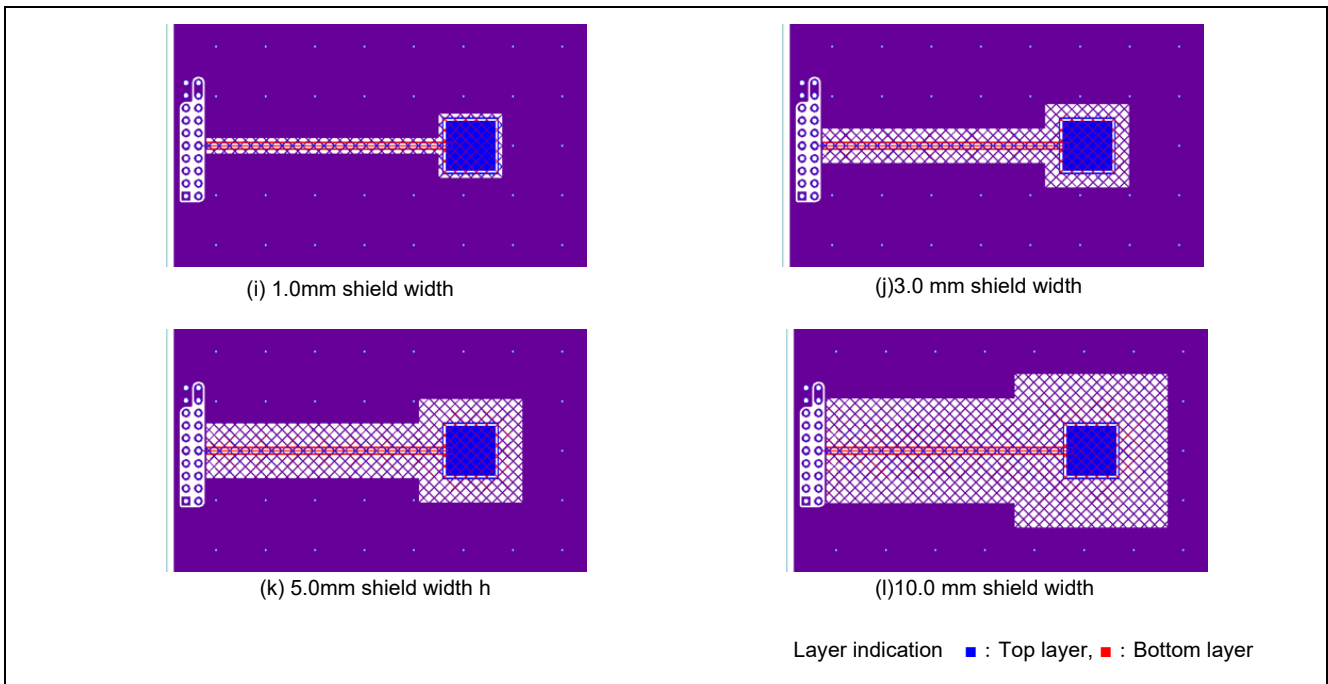 (i) 1.0mm shield width
(j)3.0 mm shield width
(k) 5.0mm shield width h
(l)10.0 mm shield width
Layer indication ■ : Top layer, ■ : Bottom layer